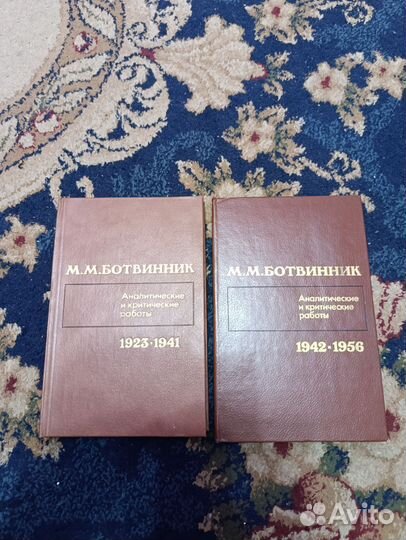 М.М.БОТВИННИК
Аналитические
и критические
работы
1923·1941
М.М.БОТВИННИК
Аналитические
и критические
работы
1942·1956
Avito